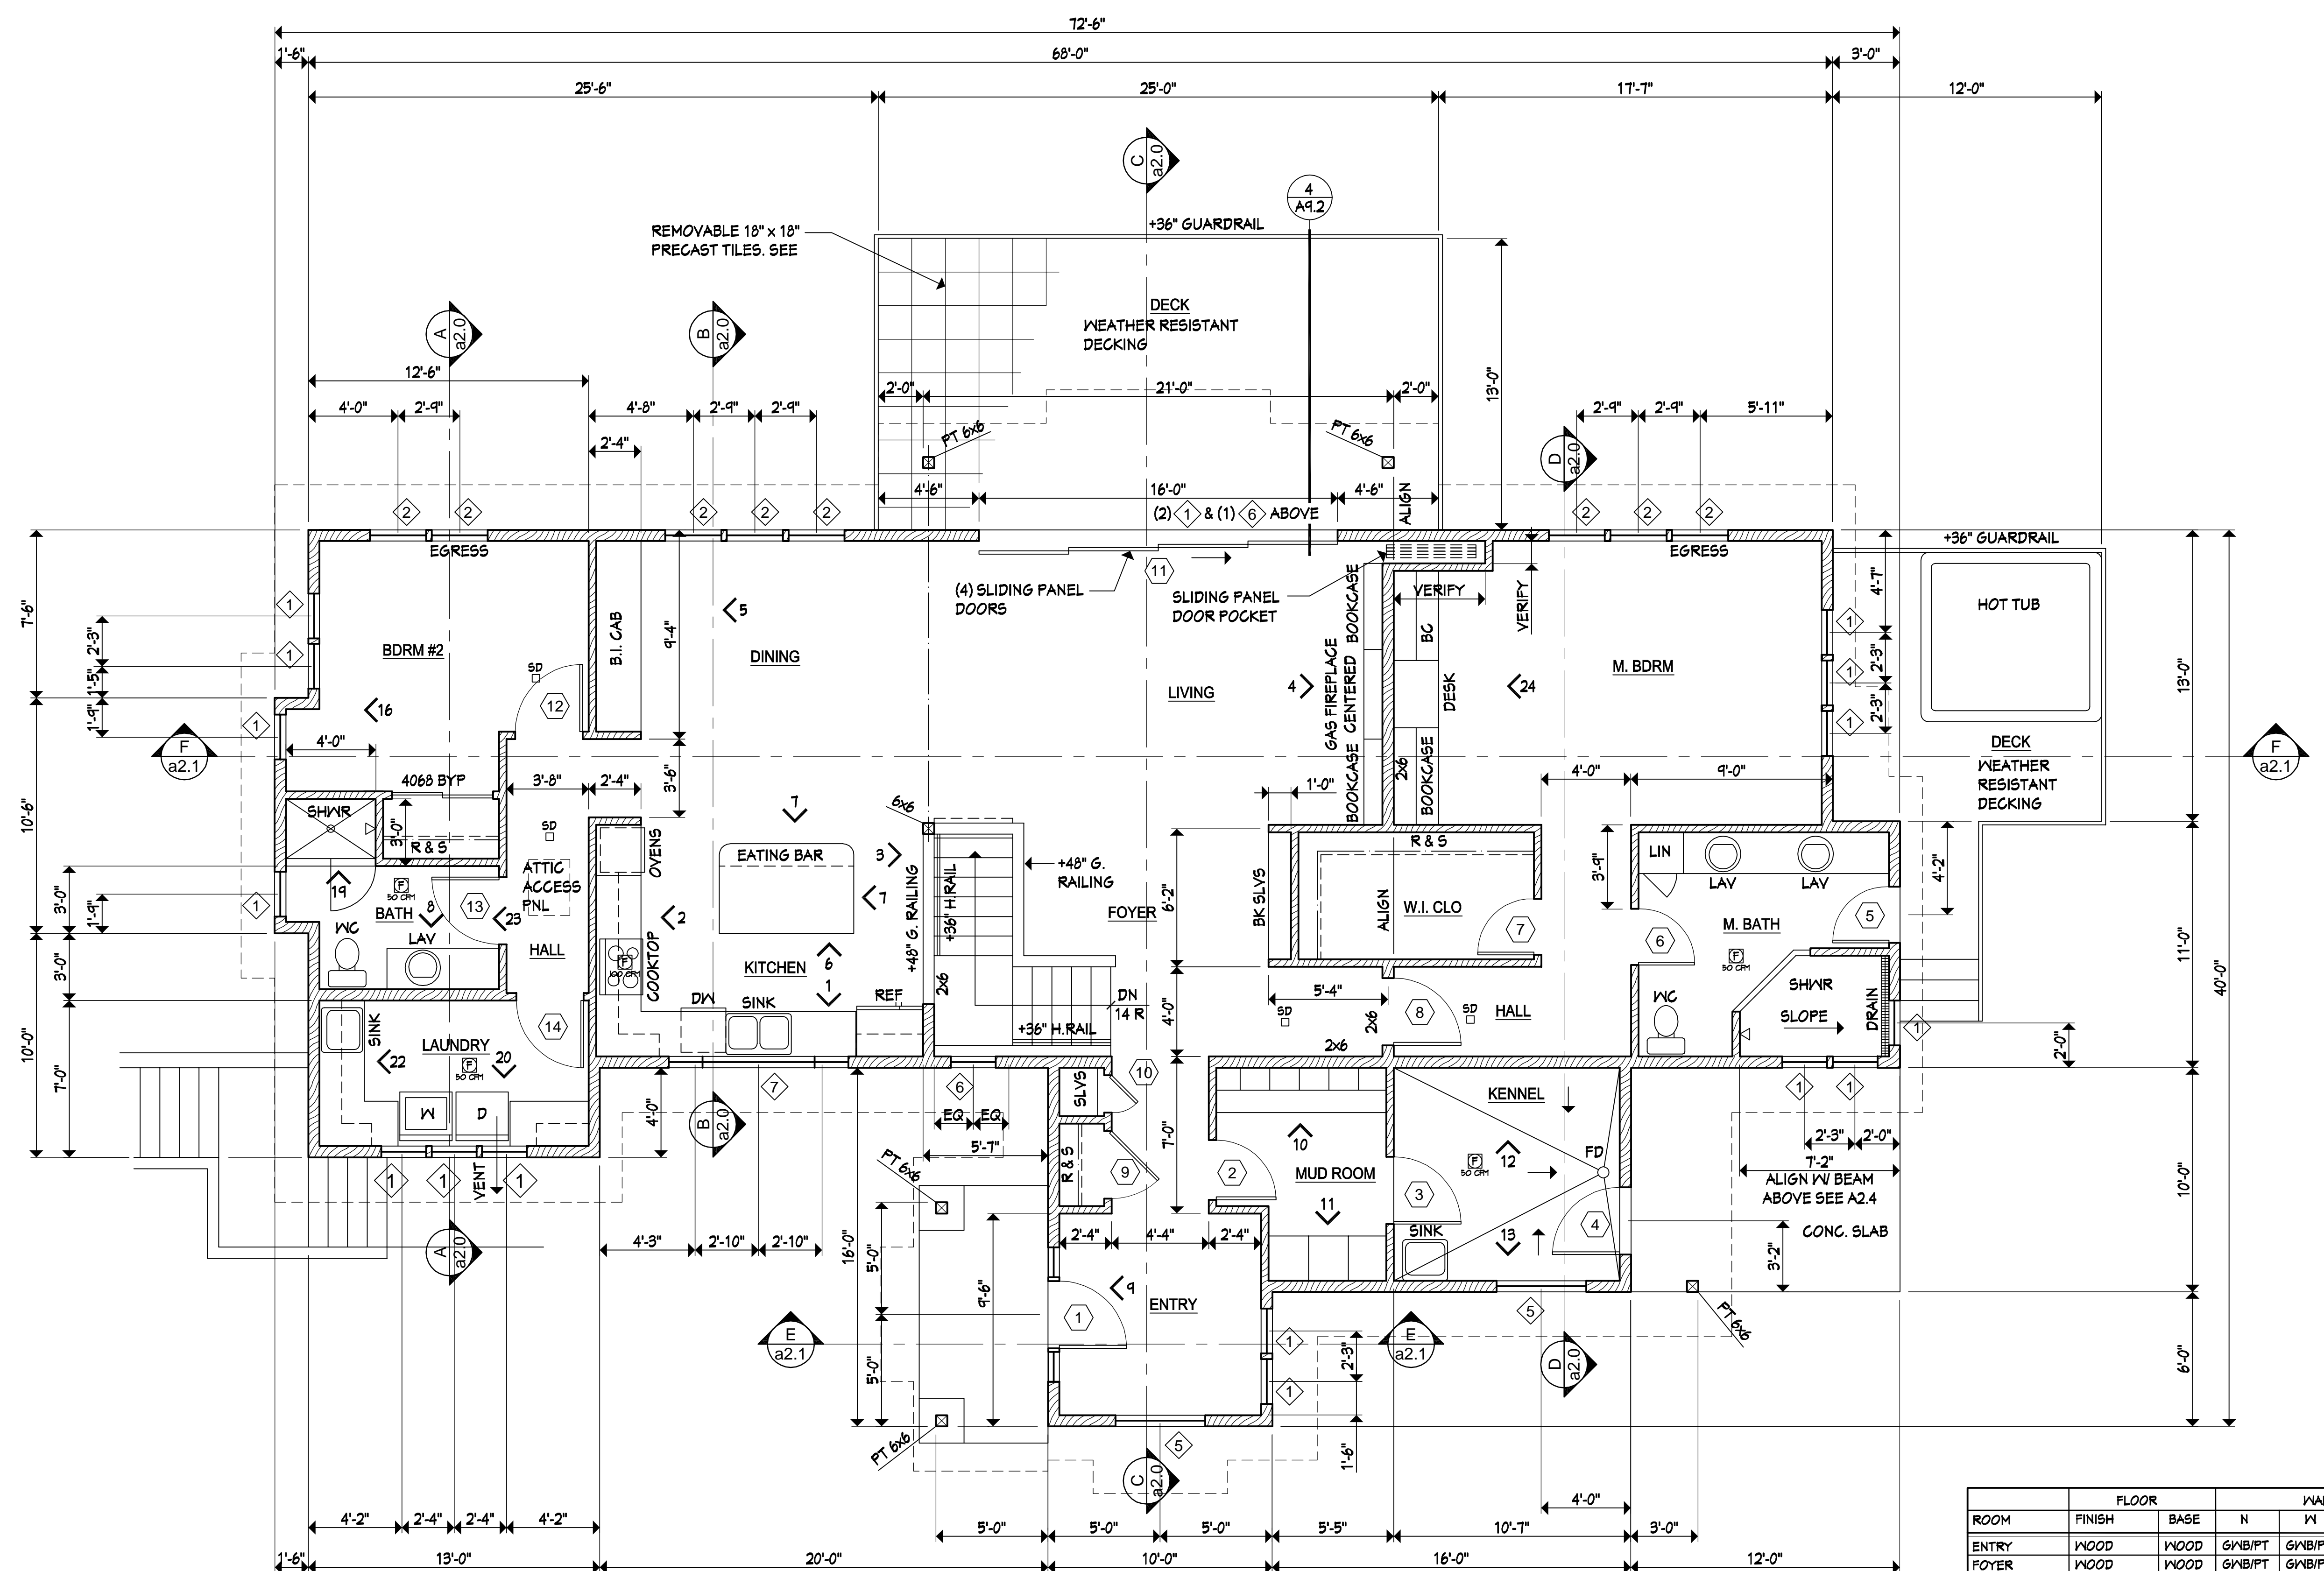 72'-6"
1'-6" 68'-0" 3'-0"
25'-6" 25'-0" 17'-7" 12'-0"
C
a2.0
4
A9.2
+36" GUARDRAIL
REMOVABLE 18" x 18"
PRECAST TILES. SEE
A
a2.0
B
a2.0
DECK
WEATHER RESISTANT
DECKING
13'-0"
12'-6"
2'-0" 21'-0" 2'-0"
4'-0" 2'-9" 4'-8" 2'-9" 2'-9"
2'-9" 2'-9" 5'-11"
2'-4"
PT 6x6
PT 6x6
D
a2.0
4'-6" 16'-0" 4'-6"
ALIGN
2 2 2 2 2
(2) 1 & (1) 6 ABOVE
2 2 2
EGRESS
EGRESS
+36" GUARDRAIL
11
(4) SLIDING PANEL
DOORS
SLIDING PANEL
DOOR POCKET
VERIFY
VERIFY
HOT TUB
7'-6"
2'-3"
1'-5"
1'-9"
1
1
1
B.I. CAB
9'-4"
5
BDRM #2
SD
DINING
LIVING
4
GAS FIREPLACE
BOOKCASE CENTERED BOOKCASE
BC
DESK
BOOKCASE
2x6
24
M. BDRM
4'-7"
2'-3"
2'-3"
1
1
1
13'-0"
40'-0"
16
12
F
a2.1
4'-0"
4068 BYP
3'-8" 2'-4"
3'-6"
DECK
WEATHER
RESISTANT
DECKING
F
a2.1
4'-0" 9'-0"
1'-0"
10'-6"
SHWR
3'-0"
R & S
SD
7
6x6
OVENS
EATING BAR
3
+48" G.
RAILING
R & S
3'-9"
LIN
LAV LAV
4'-2"
ATTIC
ACCESS
PNL
19
F
50 CFM
8
BATH
13
23
3'-0"
1'-9"
1
WC
LAV
HALL
2
7
+48" G. RAILING
+36" H.RAIL
FOYER
6'-2"
BK SLVS
ALIGN
W.I. CLO
7
6
M. BATH
5
F
50 CFM
11'-0"
3'-0"
COOKTOP
F
100 CFM
KITCHEN
6
1
2x6
DW SINK REF
DN
14 R
+36" H.RAIL
5'-4"
4'-0"
SD
2x6
8
SD
HALL
2x6
WC
SHWR
SLOPE
DRAIN
1
2'-0"
10'-0"
7'-0"
SINK
LAUNDRY
22
20
F
50 CFM
14
W D
4'-0"
7
B
a2.0
6
EQ EQ
5'-7"
SLVS
10
7'-0"
R & S
9
2
10
MUD ROOM
11
3
KENNEL
F
50 CFM
12
FD
4
SINK
13
1 1
2'-3" 2'-0"
7'-2"
ALIGN W/ BEAM
ABOVE SEE A2.4
CONC. SLAB
3'-2"
10'-0"
1 1 1
VENT
A
a2.0
PT 6x6
4'-3" 2'-10" 2'-10"
16'-0"
5'-0"
5'-0"
9'-6"
2'-4" 4'-4" 2'-4"
9
ENTRY
1
E
a2.1
E
a2.1
1
1
2'-3"
1'-6"
5
D
a2.0
PT 6x6
6'-0"
PT 6x6
5
C
a2.0
4'-2" 2'-4" 2'-4" 4'-2"
4'-0"
5'-0" 5'-0" 5'-0" 5'-5" 10'-7" 3'-0"
1'-6" 13'-0" 20'-0" 10'-0" 16'-0" 12'-0"
FLOOR
ROOM FINISH BASE N W
ENTRY WOOD WOOD GWB/PT
FOYER WOOD WOOD GWB/PT